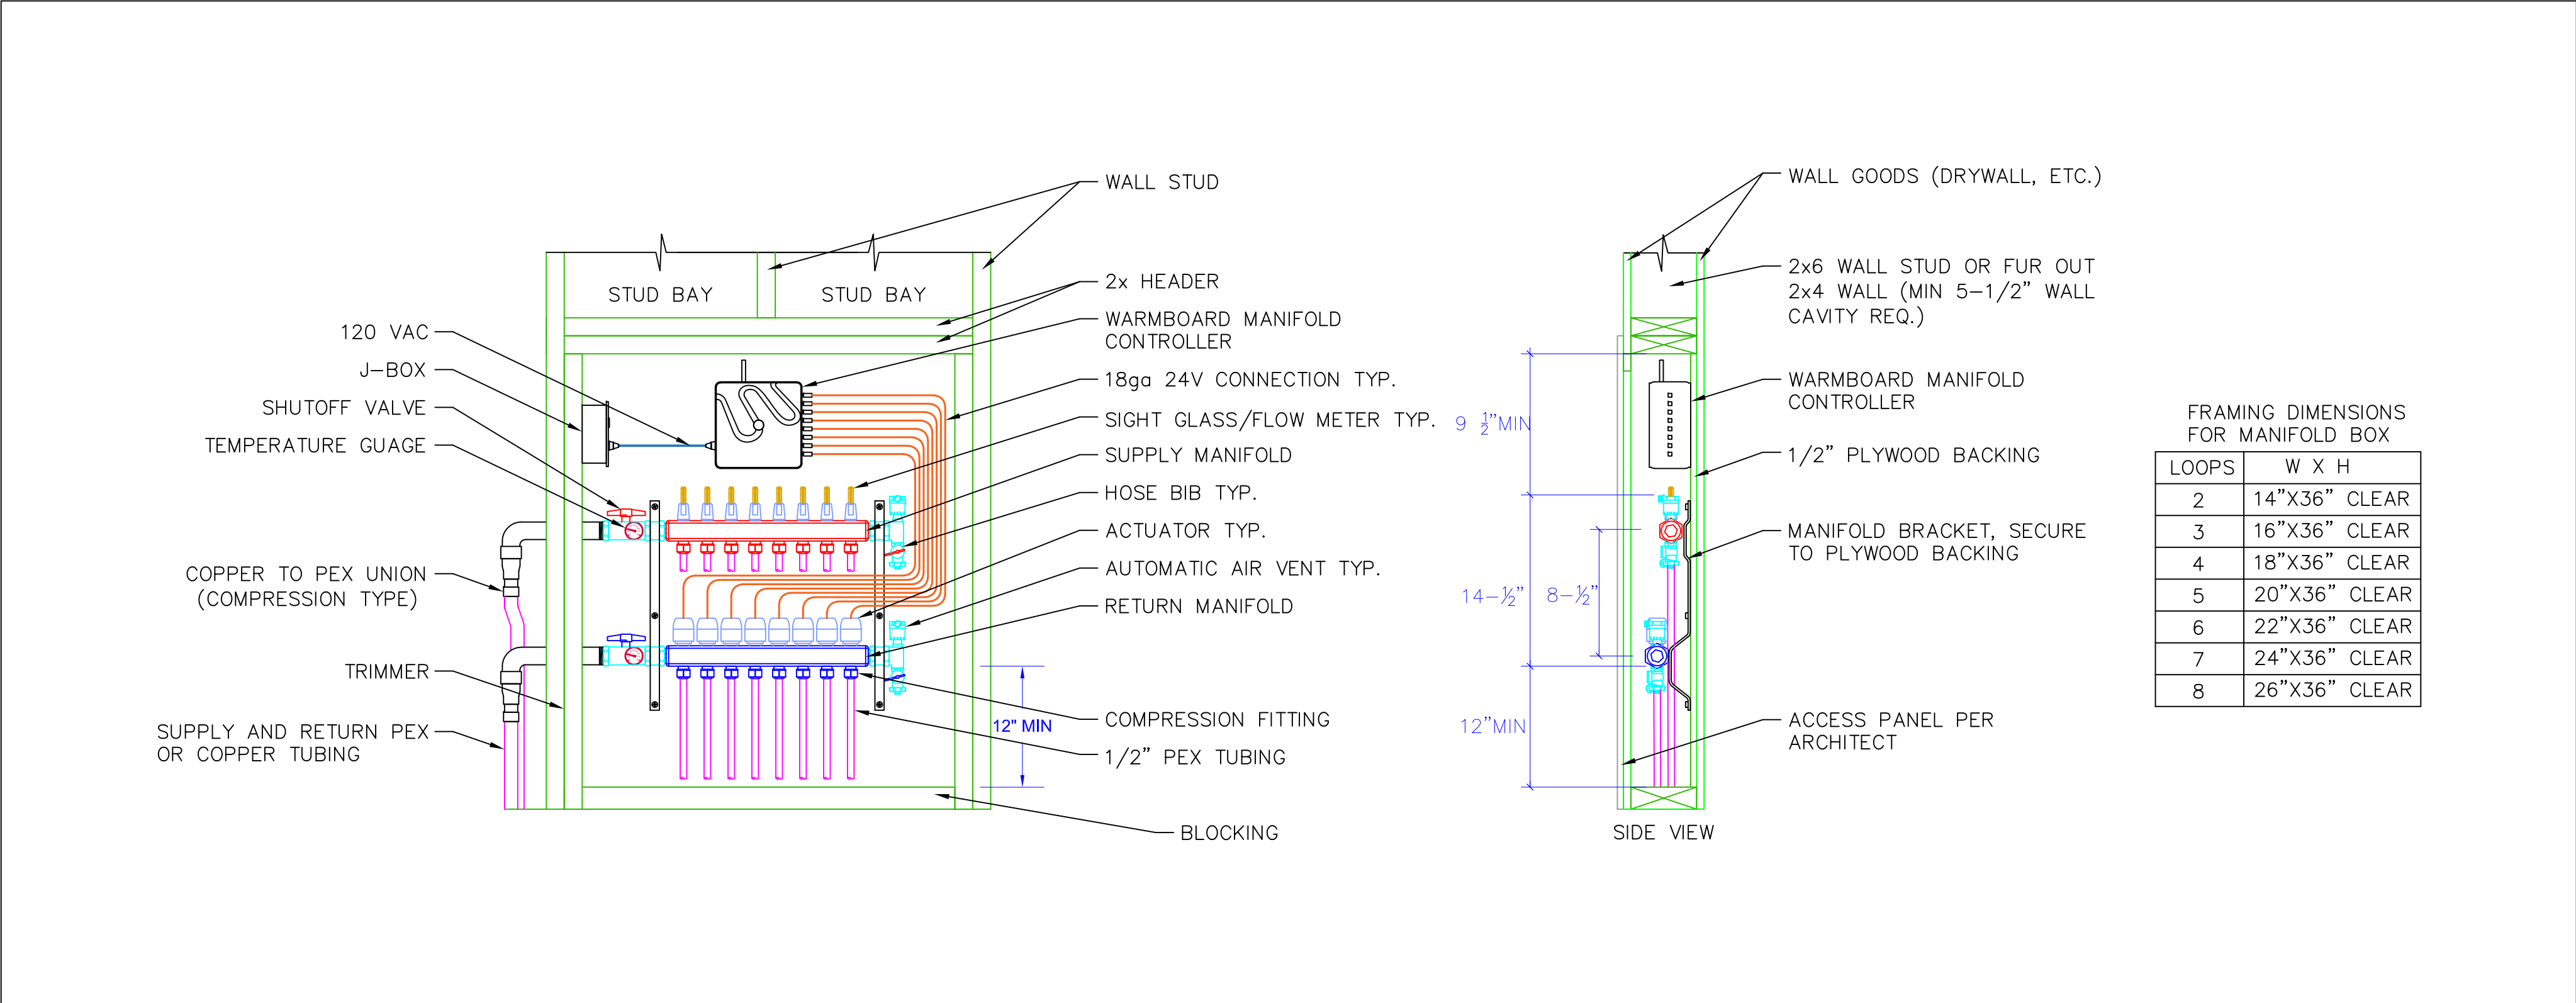 WALL STUD
STUD BAY
STUD BAY
2x HEADER
120 VAC
WARMBOARD MANIFOLD
CONTROLLER
J-BOX
18ga 24V CONNECTION TYP.
SHUTOFF VALVE
SIGHT GLASS/FLOW METER TYP.
TEMPERATURE GUAGE
SUPPLY MANIFOLD
HOSE BIB TYP.
ACTUATOR TYP.
COPPER TO PEX UNION
(COMPRESSION TYPE)
AUTOMATIC AIR VENT TYP.
RETURN MANIFOLD
TRIMMER
SUPPLY AND RETURN PEX
OR COPPER TUBING
12" MIN
COMPRESSION FITTING
1/2" PEX TUBING
BLOCKING
WALL GOODS (DRYWALL, ETC.)
2x6 WALL STUD OR FUR OUT
2x4 WALL (MIN 5-1/2" WALL
CAVITY REQ.)
WARMBOARD MANIFOLD
CONTROLLER
9 ½"MIN
1/2" PLYWOOD BACKING
MANIFOLD BRACKET, SECURE
TO PLYWOOD BACKING
14-½"
8-½"
12"MIN
ACCESS PANEL PER
ARCHITECT
SIDE VIEW
FRAMING DIMENSIONS
FOR MANIFOLD BOX
LOOPS W X H
2 14"X36" CLEAR
3 16"X36" CLEAR
4 18"X36" CLEAR
5 20"X36" CLEAR
6 22"X36" CLEAR
7 24"X36" CLEAR
8 26"X36" CLEAR